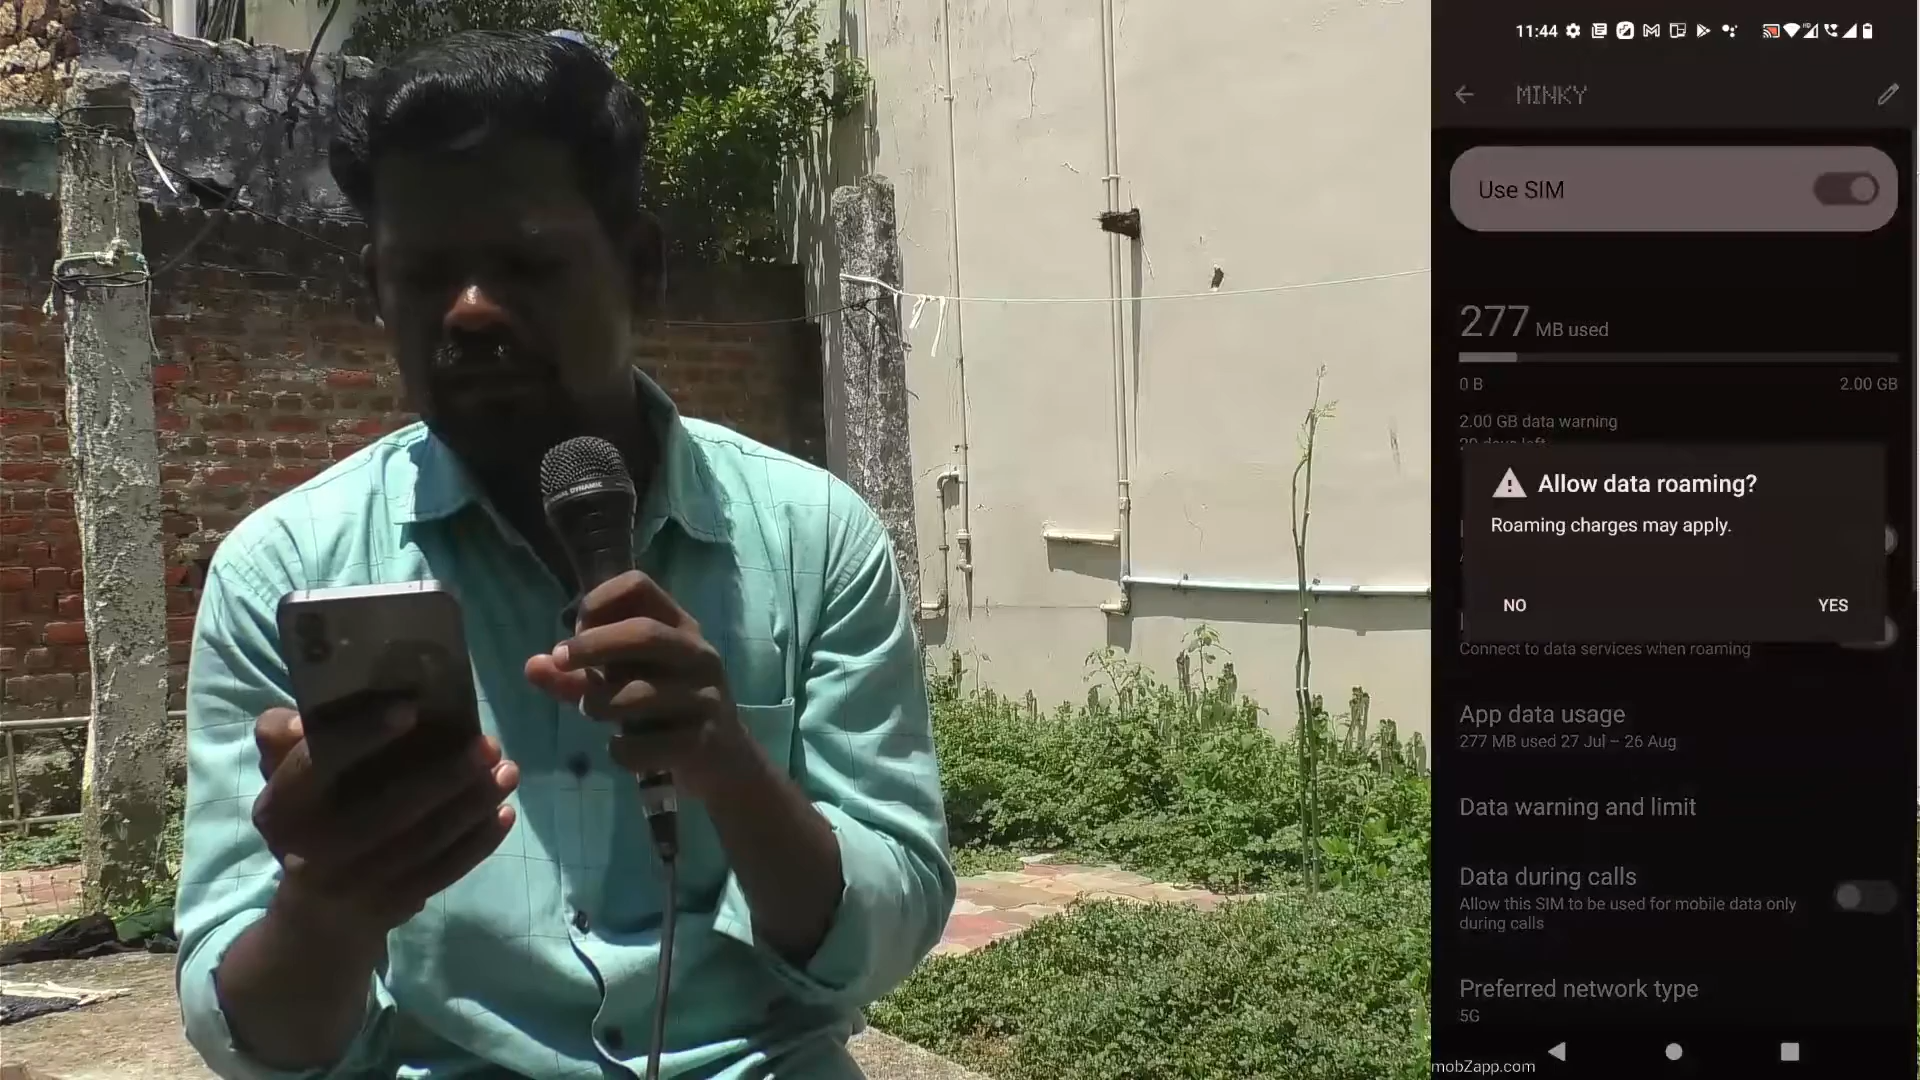 11:44
MINKY
Use SIM
277 MB used
0 B 2.00 GB
2.00 GB data warning
Allow data roaming?
Roaming charges may apply.
NO YES
Connect to data services when roaming
App data usage
277 MB used 27 Jul – 26 Aug
Data warning and limit
Data during calls
Allow this SIM to be used for mobile data only
during calls
Preferred network type
5G
mobZapp.com
DYNAMIC